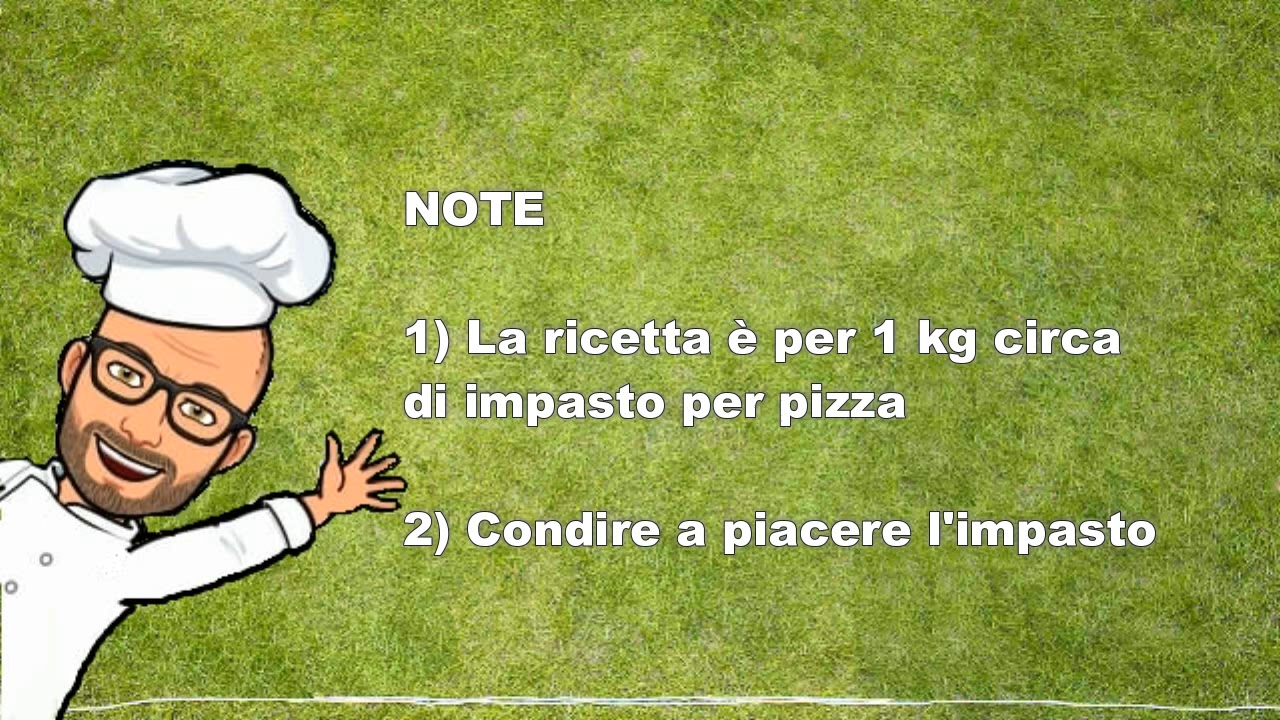 NOTE
1) La ricetta è per 1 kg circa
di impasto per pizza
2) Condire a piacere l'impasto